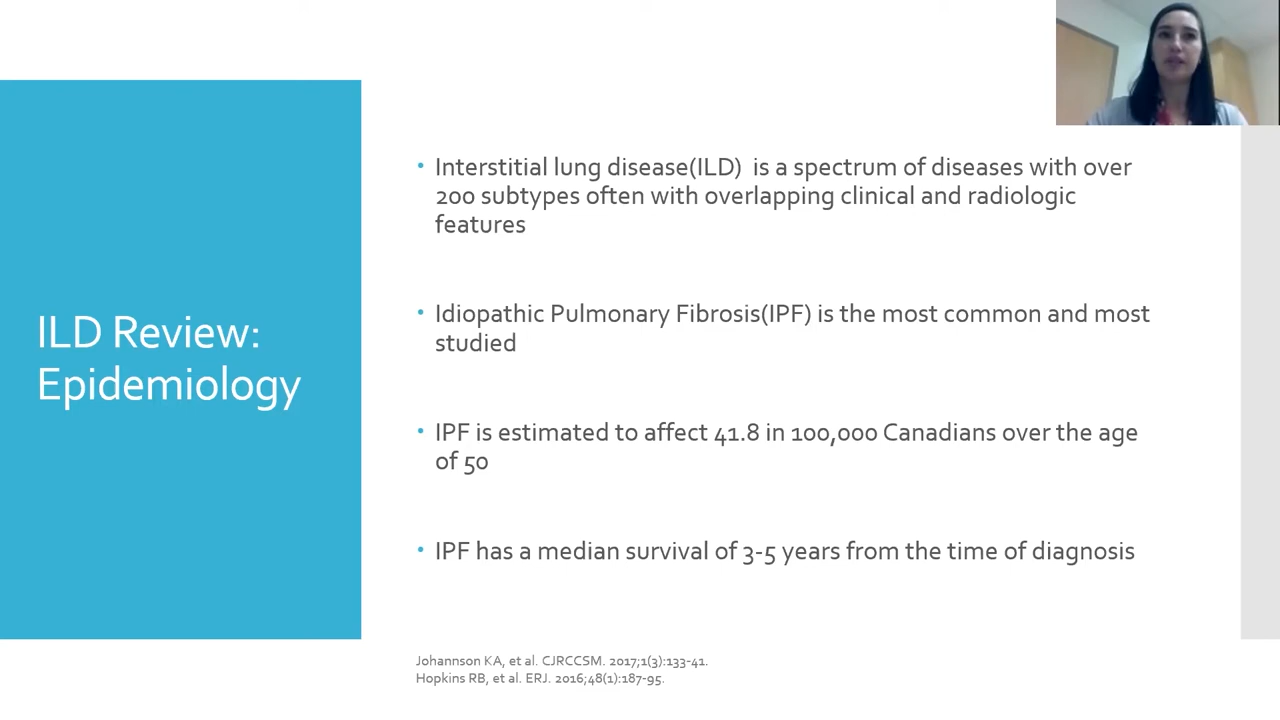 ILD Review:
Epidemiology
• Interstitial lung disease(ILD)  is a spectrum of diseases with over
200 subtypes often with overlapping clinical and radiologic
features
• Idiopathic Pulmonary Fibrosis(IPF) is the most common and most
studied
• IPF is estimated to affect 41.8 in 100,000 Canadians over the age
of 50
• IPF has a median survival of 3-5 years from the time of diagnosis
Johannson KA, et al. CJRCCSM. 2017;1(3):133-41.
Hopkins RB, et al. ERJ. 2016;48(1):187-95.